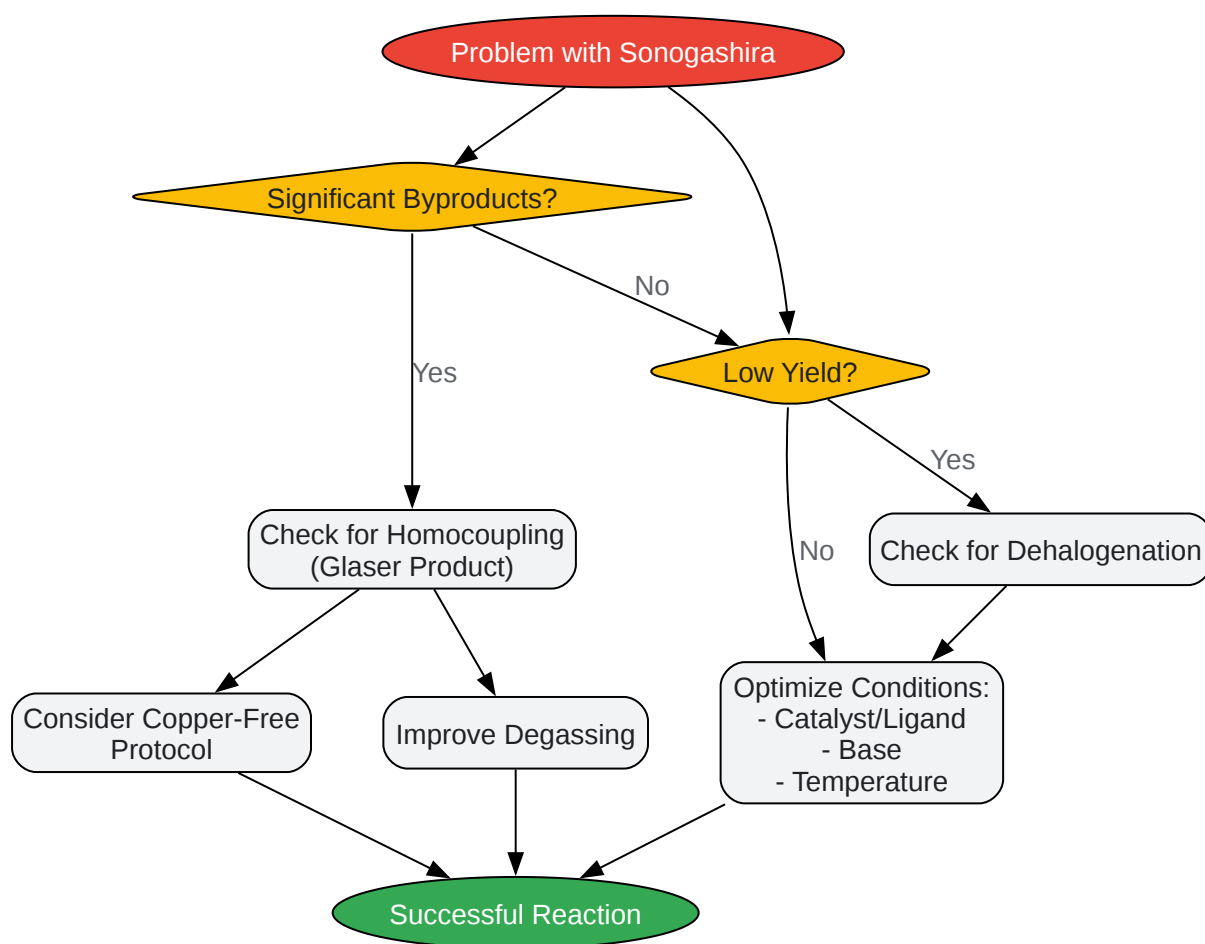 Problem with Sonogashira
Significant Byproducts?
No
Yes
Low Yield?
Yes
Check for Homocoupling
(Glaser Product)
No
Check for Dehalogenation
Consider Copper-Free
Protocol
Improve Degassing
Optimize Conditions:
- Catalyst/Ligand
- Base
- Temperature
Successful Reaction